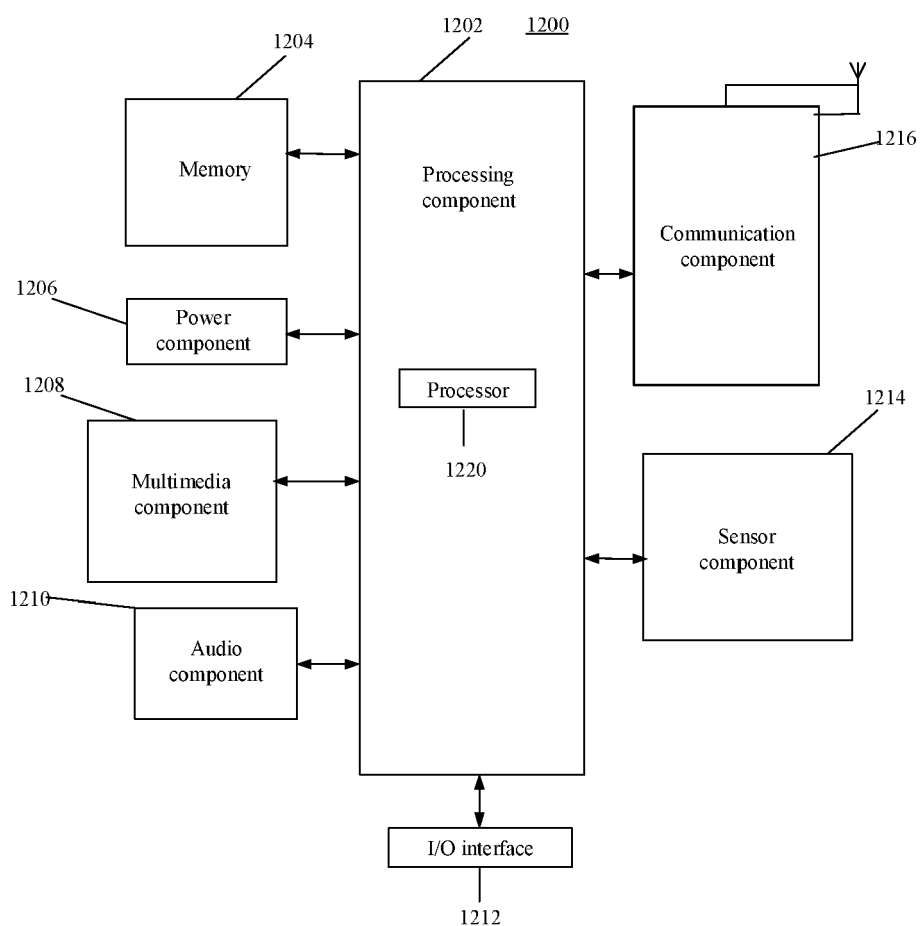 1202
1200
1204
1216
Memory
Processing
component
Communication
component
1206
Power
component
1208
Processor
1214
1220
Multimedia
component
Sensor
component
1210
Audio
component
I/O interface
1212